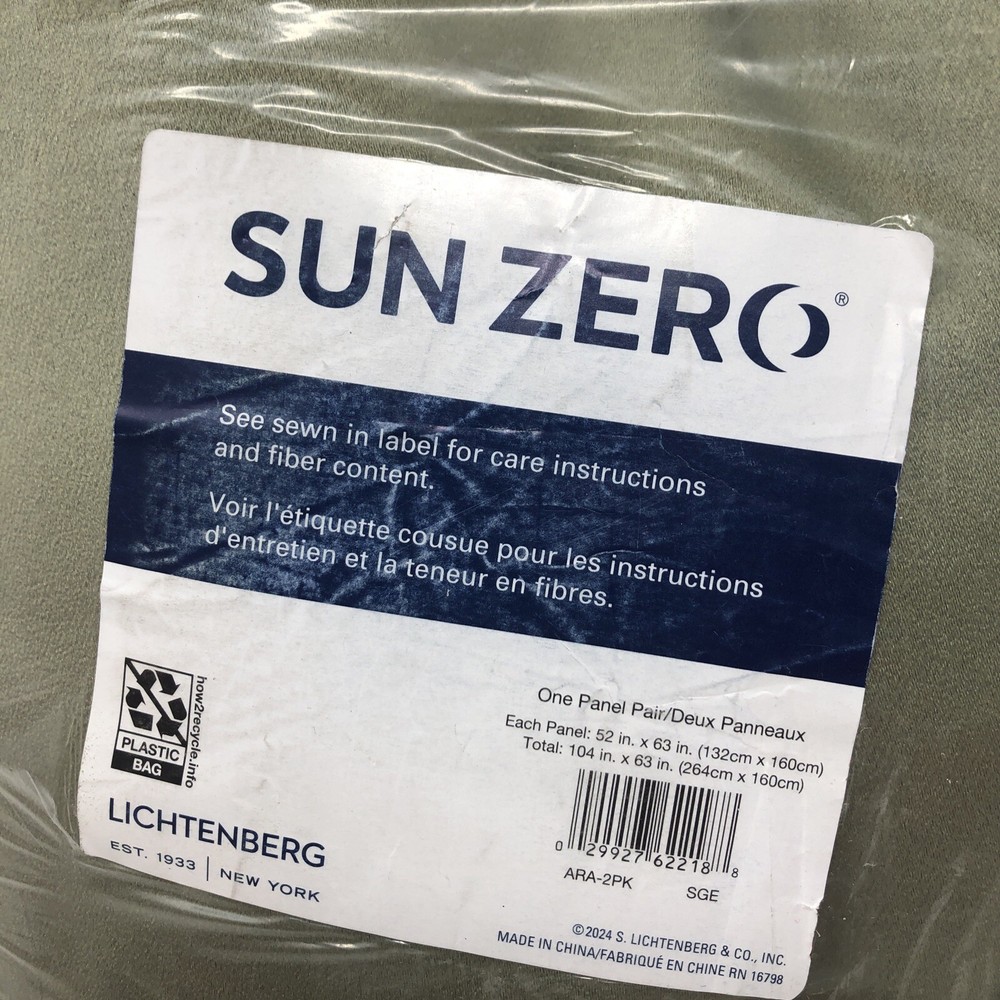 SUN ZERO®
See sewn in label for care instructions
and fiber content.
Voir l'étiquette cousue pour les instructions
d'entretien et la teneur en fibres.
how2recycle.info
PLASTIC
BAG
One Panel Pair/Deux Panneaux
Each Panel: 52 in. x 63 in. (132cm x 160cm)
Total: 104 in. x 63 in. (264cm x 160cm)
0 29927 62218 8
ARA-2PK SGE
LICHTENBERG
EST. 1933 | NEW YORK
©2024 S. LICHTENBERG & CO., INC.
MADE IN CHINA/FABRIQUÉ EN CHINE RN 16798